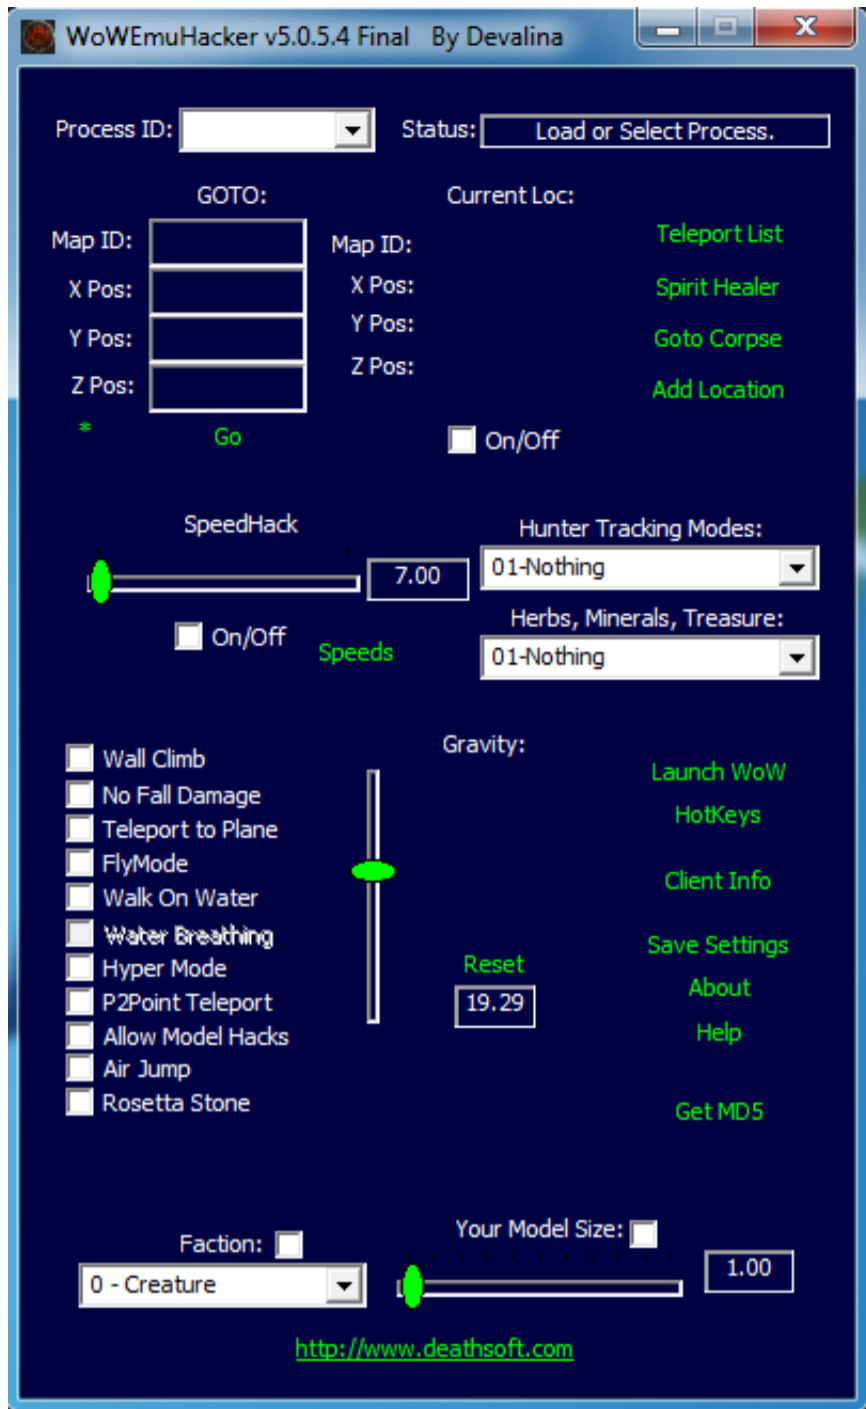 WoWEmuHacker v5.0.5.4 Final By Devalina
Process ID: Status: Load or Select Process.
GOTO: Current Loc:
Map ID: Map ID: Teleport List
X Pos: X Pos: Spirit Healer
Y Pos: Y Pos: Goto Corpse
Z Pos: Z Pos: Add Location
* Go On/Off
SpeedHack Hunter Tracking Modes:
7.00 01-Nothing
On/Off Speeds Herbs, Minerals, Treasure:
01-Nothing
Gravity:
Wall Climb Launch WoW
No Fall Damage HotKeys
Teleport to Plane
FlyMode Client Info
Walk On Water
Water Breathing Save Settings
Hyper Mode Reset About
P2Point Teleport 19.29
Allow Model Hacks Help
Air Jump
Rosetta Stone Get MD5
Faction: Your Model Size:
0 - Creature 1.00
http://www.deathsoft.com